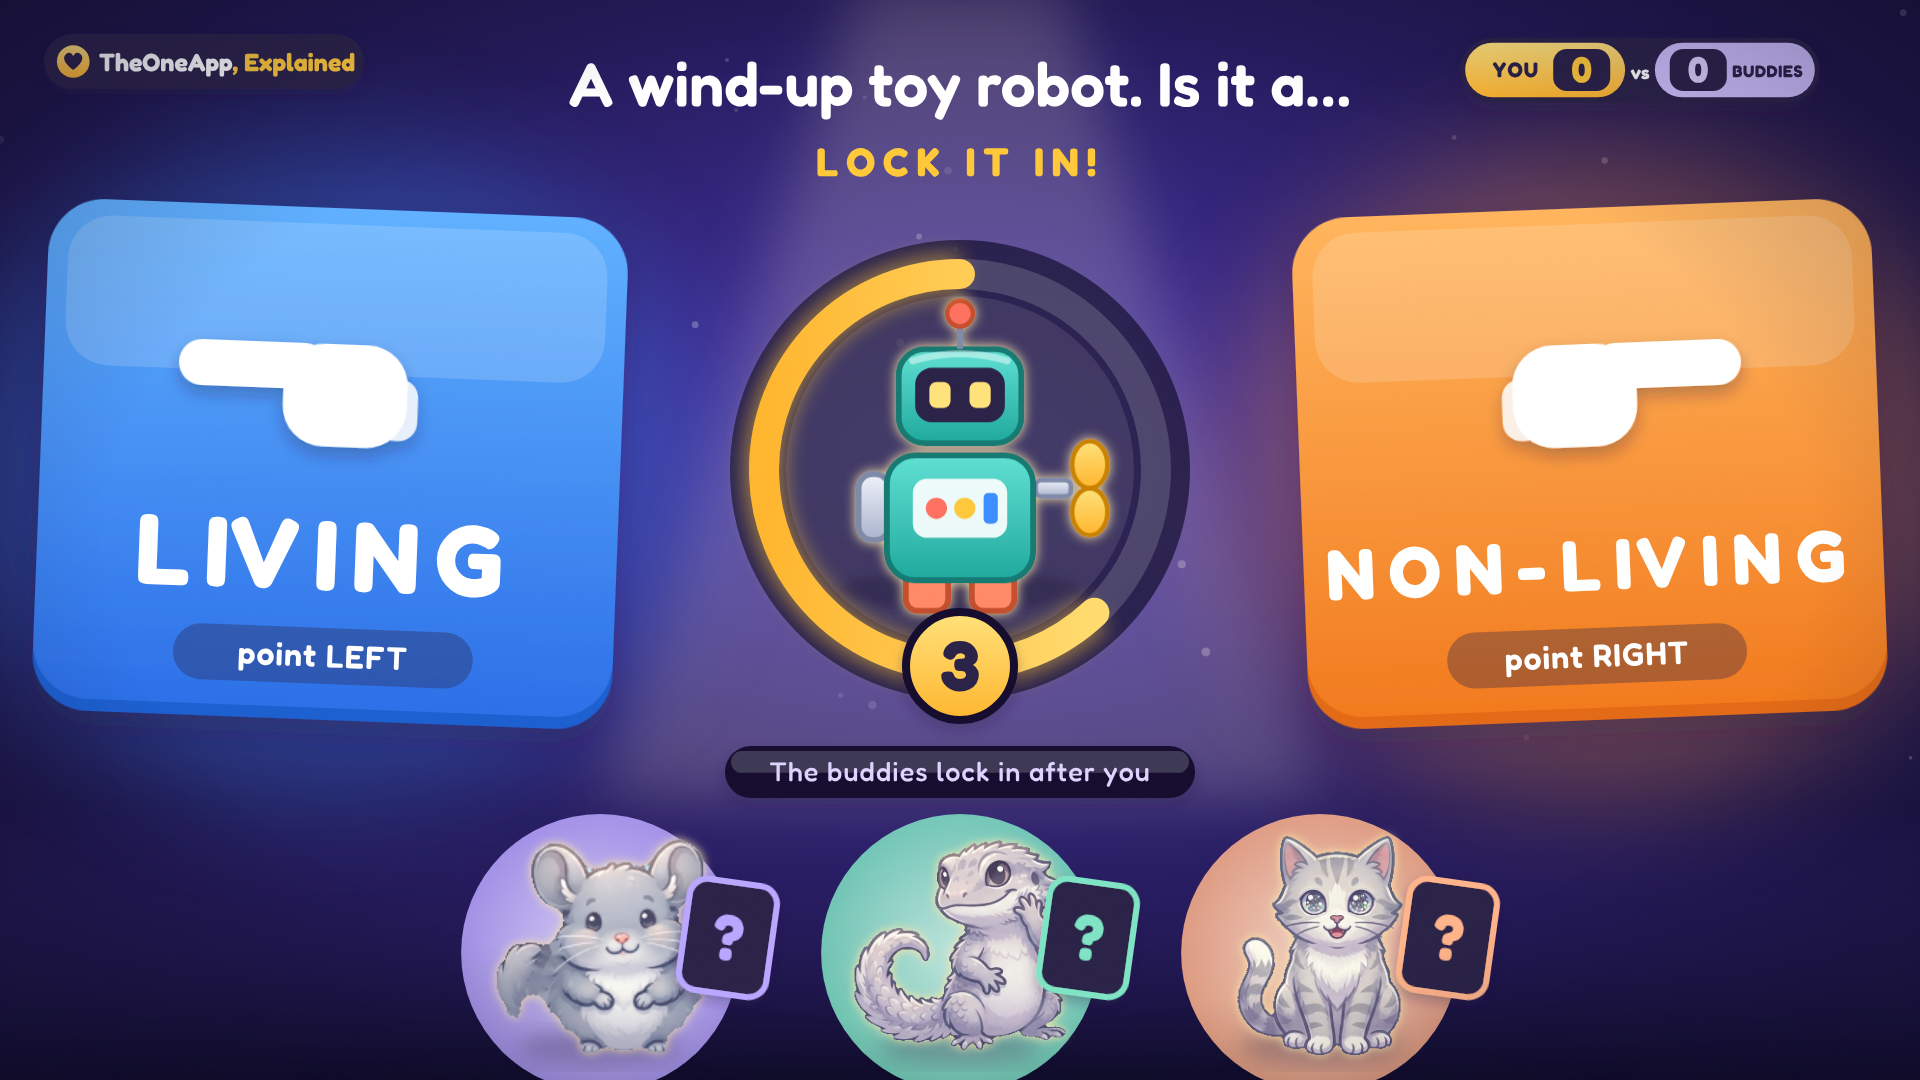 TheOneApp, Explained
A wind-up toy robot. Is it a...
LOCK IT IN!
YOU 0 vs 0 BUDDIES
LIVING
point LEFT
NON-LIVING
point RIGHT
3
The buddies lock in after you
? ? ?